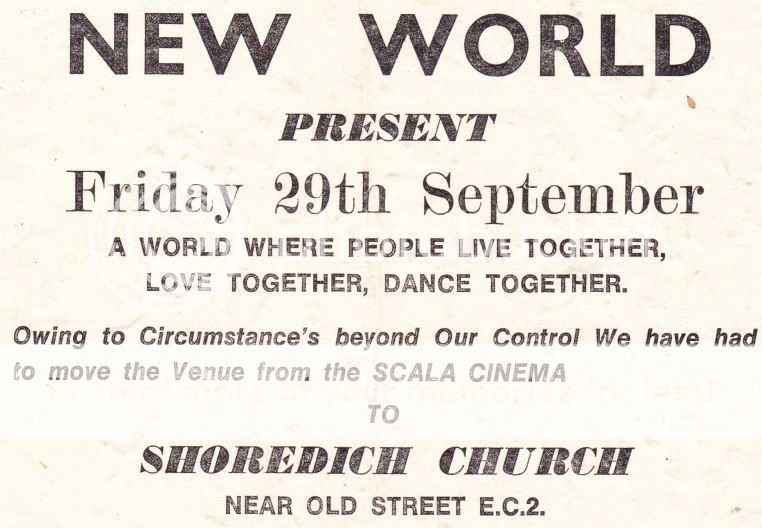 NEW WORLD
PRESENT
Friday 29th September
A WORLD WHERE PEOPLE LIVE TOGETHER,
LOVE TOGETHER, DANCE TOGETHER.
Owing to Circumstance's beyond Our Control We have had
to move the Venue from the SCALA CINEMA
TO
SHOREDICH CHURCH
NEAR OLD STREET E.C.2.